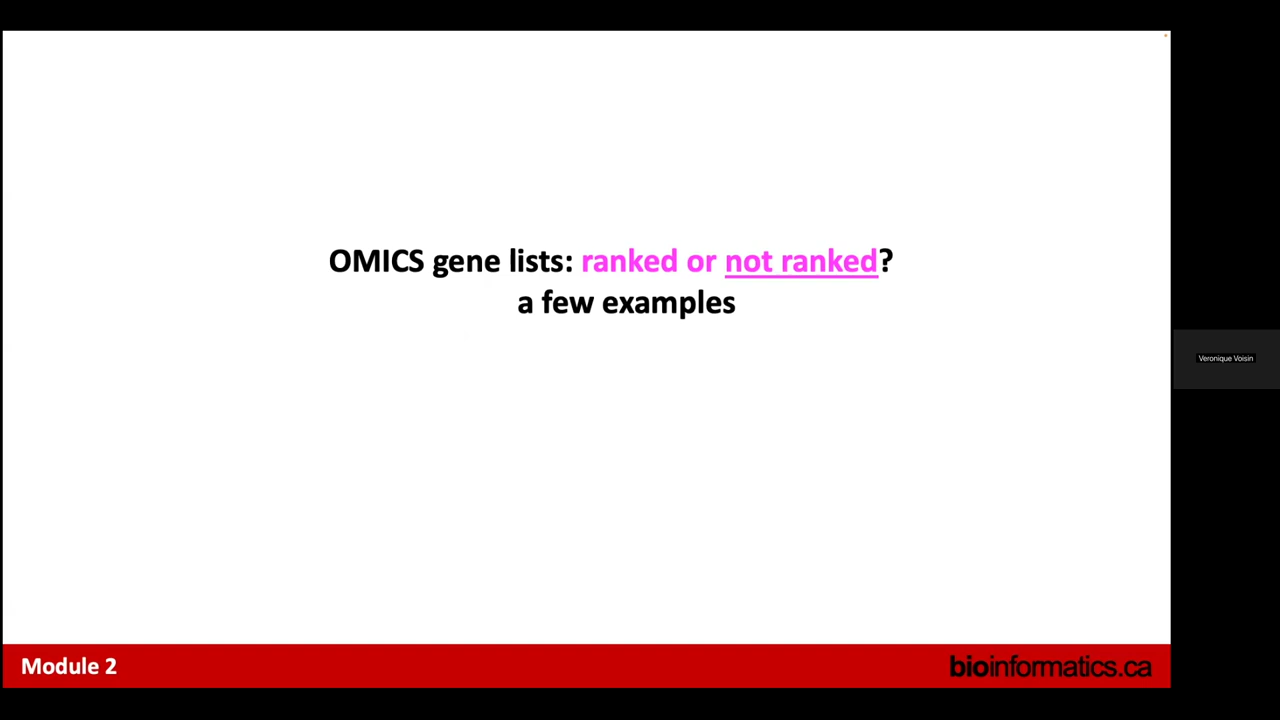 OMICS gene lists: ranked or not ranked?
a few examples
Veronique Voisin
Module 2
bioinformatics.ca